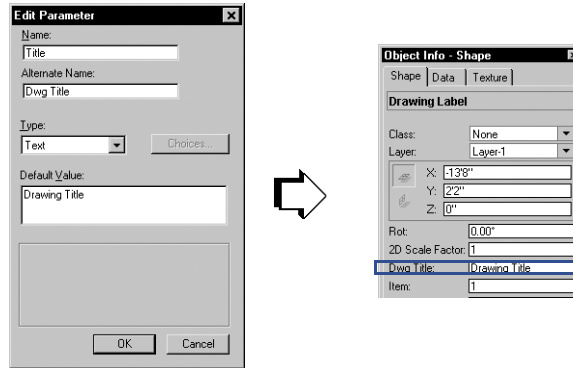 Edit Parameter
Name:
Title
Alternate Name:
Dwg Title
Type:
Text
Choices...
Default Value:
Drawing Title
OK
Cancel
Object Info - Shape
Shape Data Texture
Drawing Label
Class: None
Layer: Layer-1
X: -13'8"
Y: 2'2"
Z: 0"
Rot: 0.00°
2D Scale Factor: 1
Dwg Title: Drawing Title
Item: 1